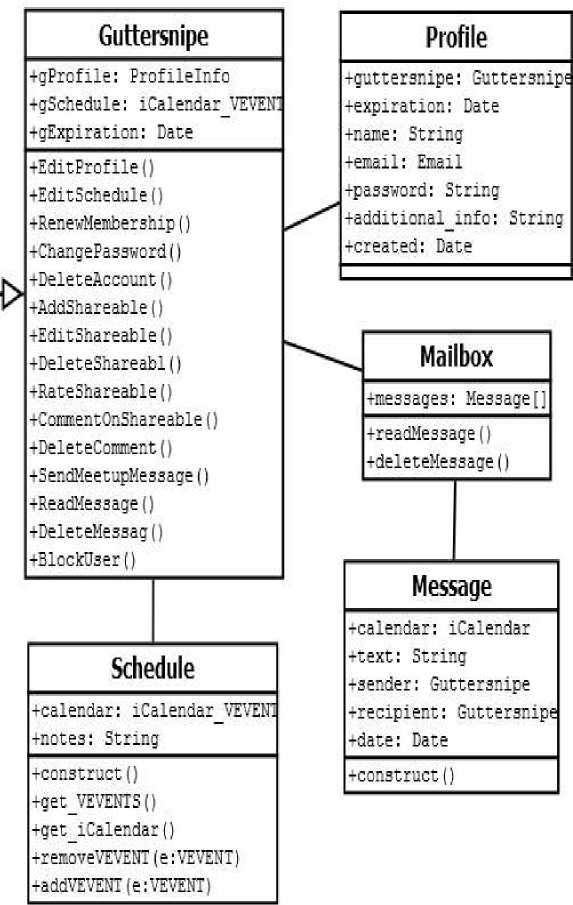 Guttersnipe
+gProfile: ProfileInfo
+gSchedule: iCalendar_VEVENT
+gExpiration: Date
+EditProfile()
+EditSchedule()
+RenewMembership()
+ChangePassword()
+DeleteAccount()
+AddShareable()
+EditShareable()
+DeleteShareabl()
+RateShareable()
+CommentOnShareable()
+DeleteComment()
+SendMeetupMessage()
+ReadMessage()
+DeleteMessag()
+BlockUser()
Profile
+guttersnipe: Guttersnipe
+expiration: Date
+name: String
+email: Email
+password: String
+additional_info: String
+created: Date
Mailbox
+messages: Message[]
+readMessage()
+deleteMessage()
Message
+calendar: iCalendar
+text: String
+sender: Guttersnipe
+recipient: Guttersnipe
+date: Date
+construct()
Schedule
+calendar: iCalendar_VEVENT
+notes: String
+construct()
+get_VEVENTS()
+get_iCalendar()
+removeVEVENT(e:VEVENT)
+addVEVENT(e:VEVENT)